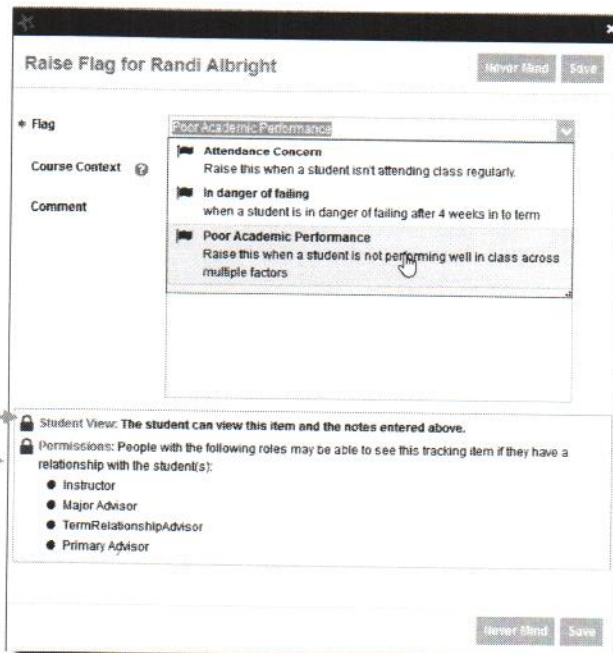 Raise Flag for Randi Albright
Never Mind Save
* Flag
Poor Academic Performance
Attendance Concern
Raise this when a student isn't attending class regularly.
Course Context
In danger of failing
when a student is in danger of failing after 4 weeks in to term
Comment
Poor Academic Performance
Raise this when a student is not performing well in class across
multiple factors
Student View: The student can view this item and the notes entered above.
Permissions: People with the following roles may be able to see this tracking item if they have a
relationship with the student(s):
● Instructor
● Major Advisor
● TermRelationshipAdvisor
● Primary Advisor
Never Mind Save